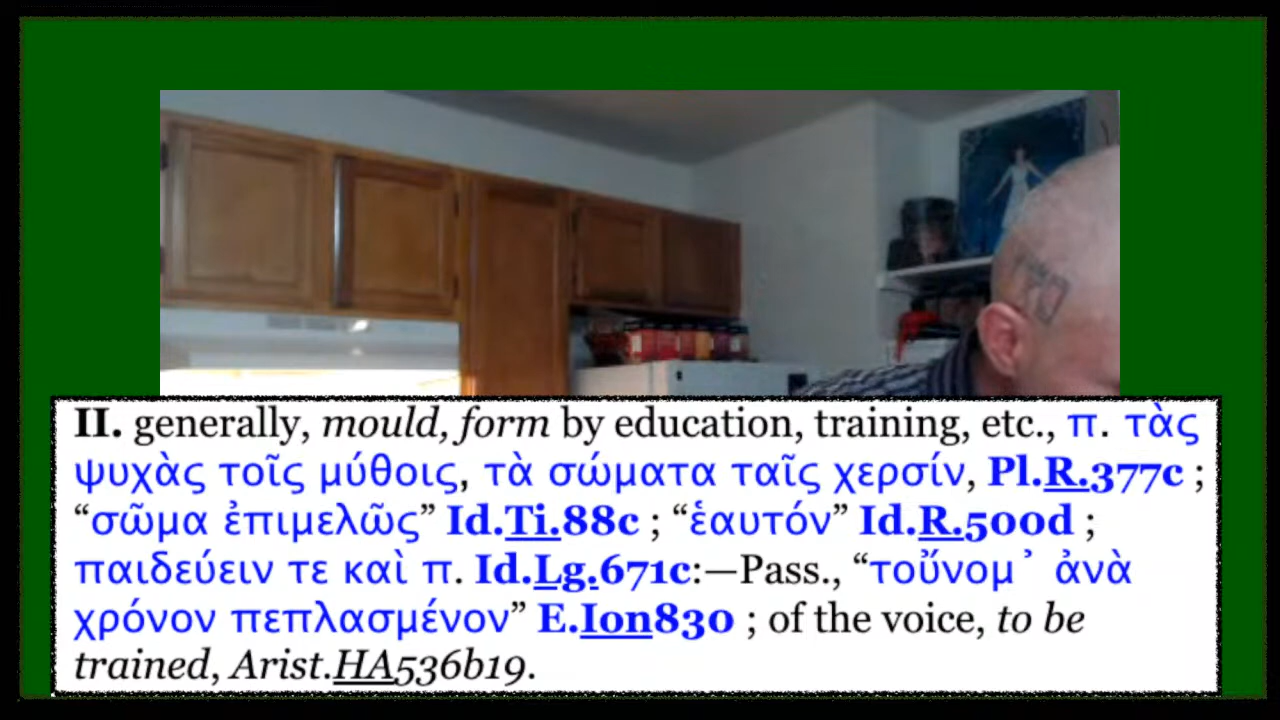 II. generally, mould, form by education, training, etc., π. τὰς
ψυχὰς τοῖς μύθοις, τὰ σώματα ταῖς χερσίν, Pl.R.377c ;
“σῶμα ἐπιμελῶς” Id.Ti.88c ; “ἑαυτόν” Id.R.500d ;
παιδεύειν τε καὶ π. Id.Lg.671c:—Pass., “τοὔνομ᾽ ἀνὰ
χρόνον πεπλασμένον” E.Ion830 ; of the voice, to be
trained, Arist.HA536b19.